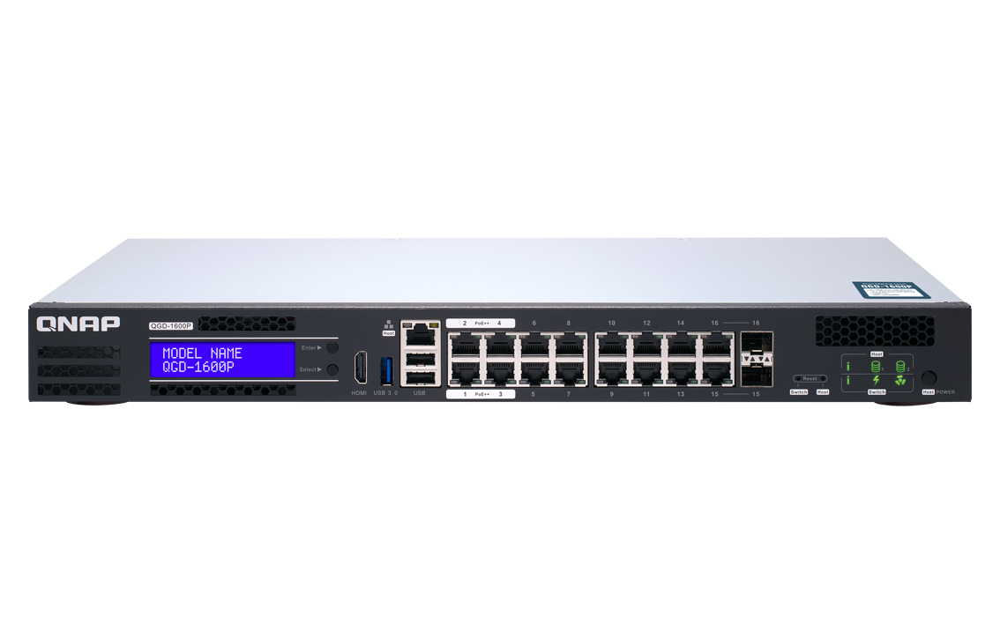 QGD-1600P
QNAP
QGD-1600P
MODEL NAME
QGD-1600P
Enter
Select
HDMI
USB 3.0
Host
USB
2 PoE++ 4 6 8 10 12 14 16 16
1 PoE++ 3 5 7 9 11 13 15 15
Reset
Switch Host
Host
1 2
Switch
Host POWER